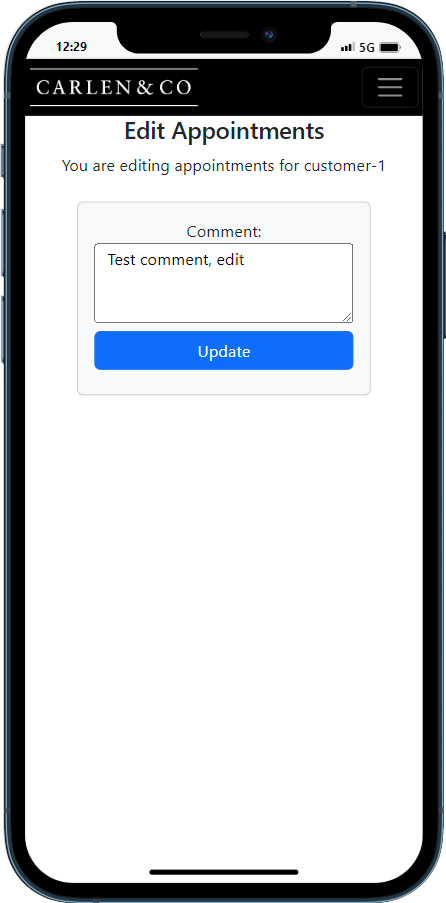 12:29
5G
CARLEN & CO
Edit Appointments
You are editing appointments for customer-1
Comment:
Test comment, edit
Update